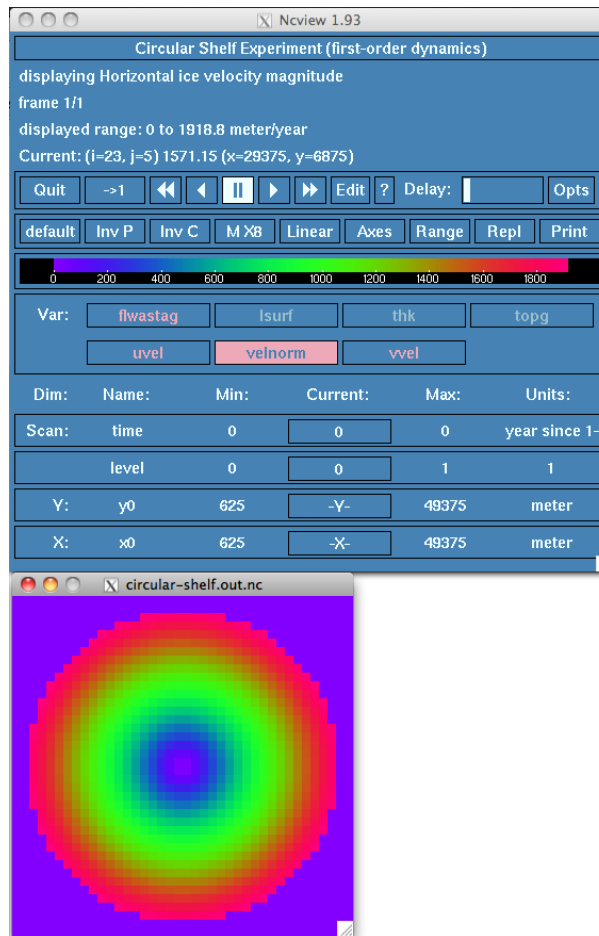 Ncview 1.93
Circular Shelf Experiment (first-order dynamics)
displaying Horizontal ice velocity magnitude
frame 1/1
displayed range: 0 to 1918.8 meter/year
Current: (i=23, j=5) 1571.15 (x=29375, y=6875)
Quit ->1 Edit ? Delay: Opts
default Inv P Inv C M X8 Linear Axes Range Repl Print
0 200 400 600 800 1000 1200 1400 1600 1800
Var: flwastag lsurf thk topg
uvel velnorm vvel
Dim: Name: Min: Current: Max: Units:
Scan: time 0 0 0 year since 1-
level 0 0 1 1
Y: y0 625 -Y- 49375 meter
X: x0 625 -X- 49375 meter
circular-shelf.out.nc